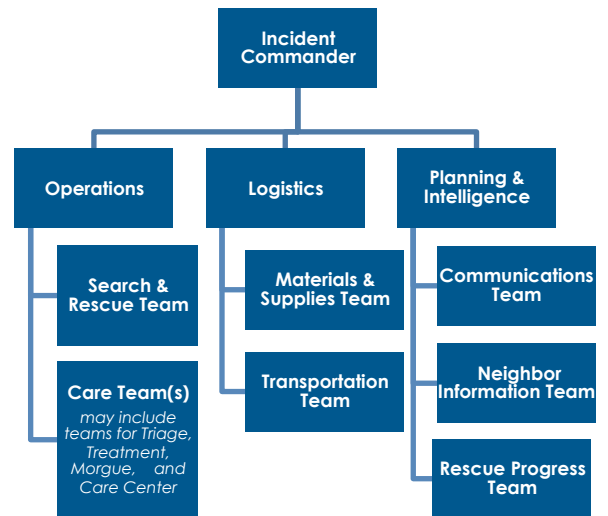 Incident
Commander
Operations
Logistics
Planning &
Intelligence
Search &
Rescue Team
Materials &
Supplies Team
Communications
Team
Care Team(s)
may include
teams for Triage,
Treatment,
Morgue, and
Care Center
Transportation
Team
Neighbor
Information Team
Rescue Progress
Team